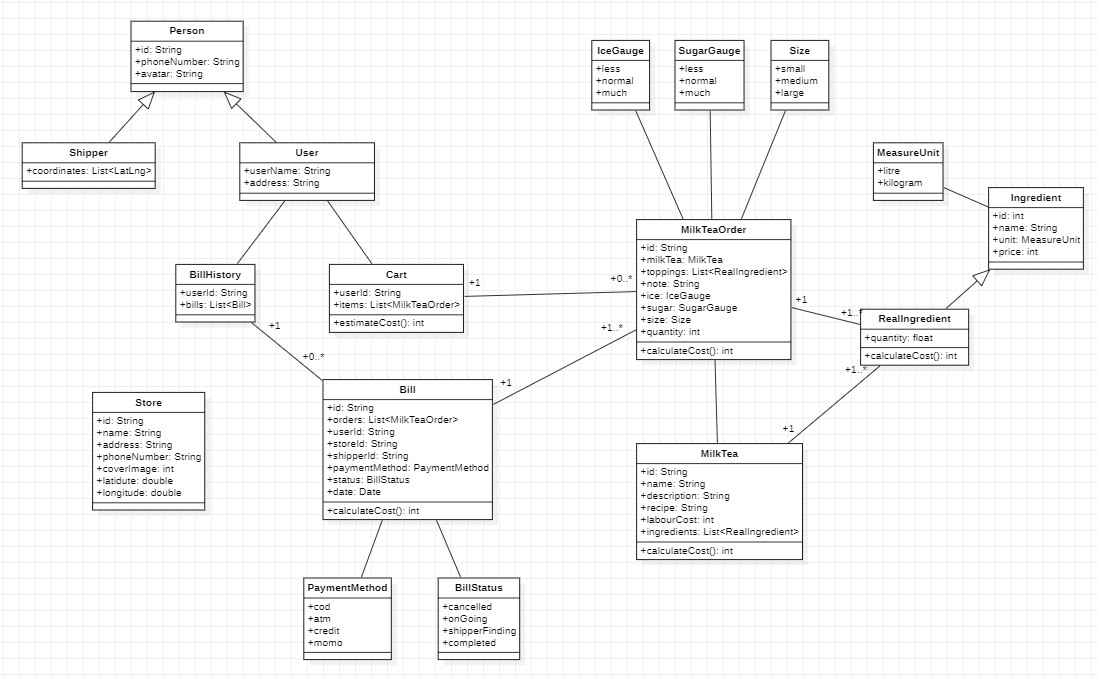 Person
+id: String
+phoneNumber: String
+avatar: String
IceGauge
+less
+normal
+much
SugarGauge
+less
+normal
+much
Size
+small
+medium
+large
Shipper
+coordinates: List<LatLng>
User
+userName: String
+address: String
MeasureUnit
+litre
+kilogram
Ingredient
+id: int
+name: String
+unit: MeasureUnit
+price: int
BillHistory
+userId: String
+bills: List<Bill>
Cart
+userId: String
+items: List<MilkTeaOrder>
+estimateCost(): int
+1
+0..*
MilkTeaOrder
+id: String
+milkTea: MilkTea
+toppings: List<RealIngredient>
+note: String
+ice: IceGauge
+sugar: SugarGauge
+size: Size
+quantity: int
+calculateCost(): int
+1
+1..*
RealIngredient
+quantity: float
+calculateCost(): int
+1
+0..*
+1..*
+1
+1..*
+1
Store
+id: String
+name: String
+address: String
+phoneNumber: String
+coverImage: int
+latidute: double
+longitude: double
Bill
+id: String
+orders: List<MilkTeaOrder>
+userId: String
+storeId: String
+shipperId: String
+paymentMethod: PaymentMethod
+status: BillStatus
+date: Date
+calculateCost(): int
MilkTea
+id: String
+name: String
+description: String
+recipe: String
+labourCost: int
+ingredients: List<RealIngredient>
+calculateCost(): int
PaymentMethod
+cod
+atm
+credit
+momo
BillStatus
+cancelled
+onGoing
+shipperFinding
+completed